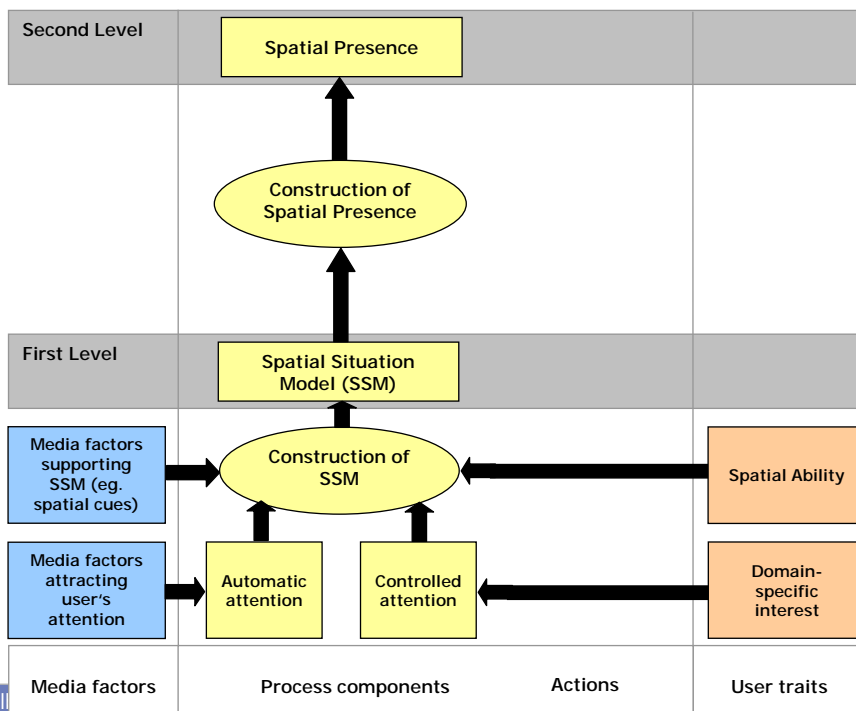 Second Level
Spatial Presence
Construction of
Spatial Presence
First Level
Spatial Situation
Model (SSM)
Media factors
supporting
SSM (eg.
spatial cues)
Construction of
SSM
Spatial Ability
Media factors
attracting
user's
attention
Automatic
attention
Controlled
attention
Domain-
specific
interest
Media factors
Process components
Actions
User traits